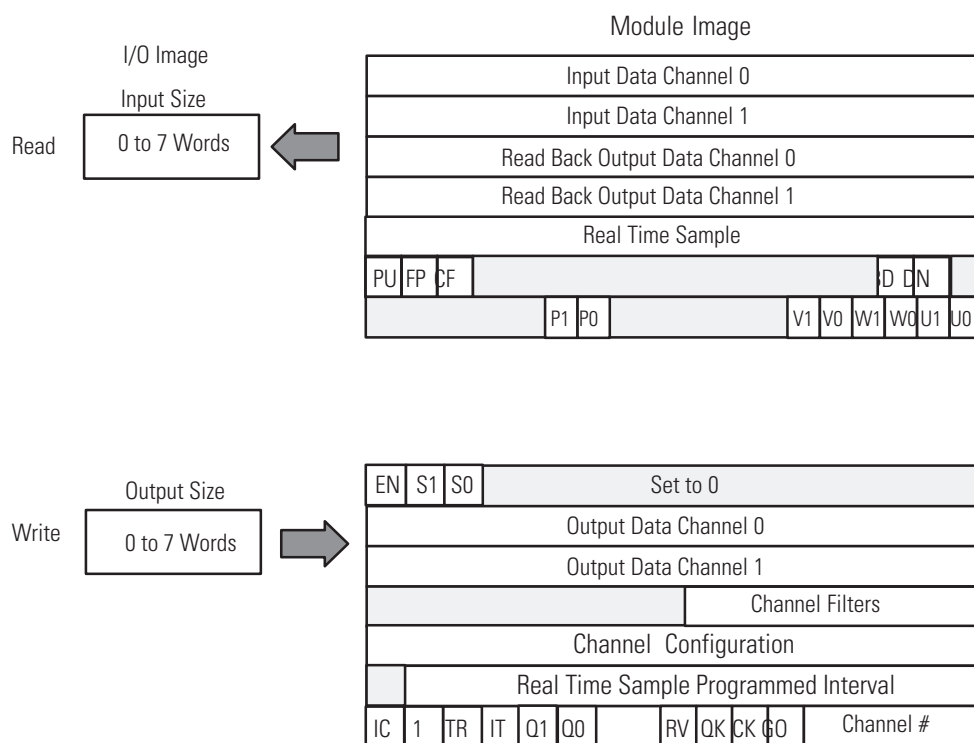 Module Image
I/O Image
Input Size
Read
0 to 7 Words
Input Data Channel 0
Input Data Channel 1
Read Back Output Data Channel 0
Read Back Output Data Channel 1
Real Time Sample
PU FP CF D DN
P1 P0 V1 V0 W1 W0 U1 U0
Output Size
Write
0 to 7 Words
EN S1 S0 Set to 0
Output Data Channel 0
Output Data Channel 1
Channel Filters
Channel Configuration
Real Time Sample Programmed Interval
IC 1 TR IT Q1 Q0 RV QK CK GO Channel #